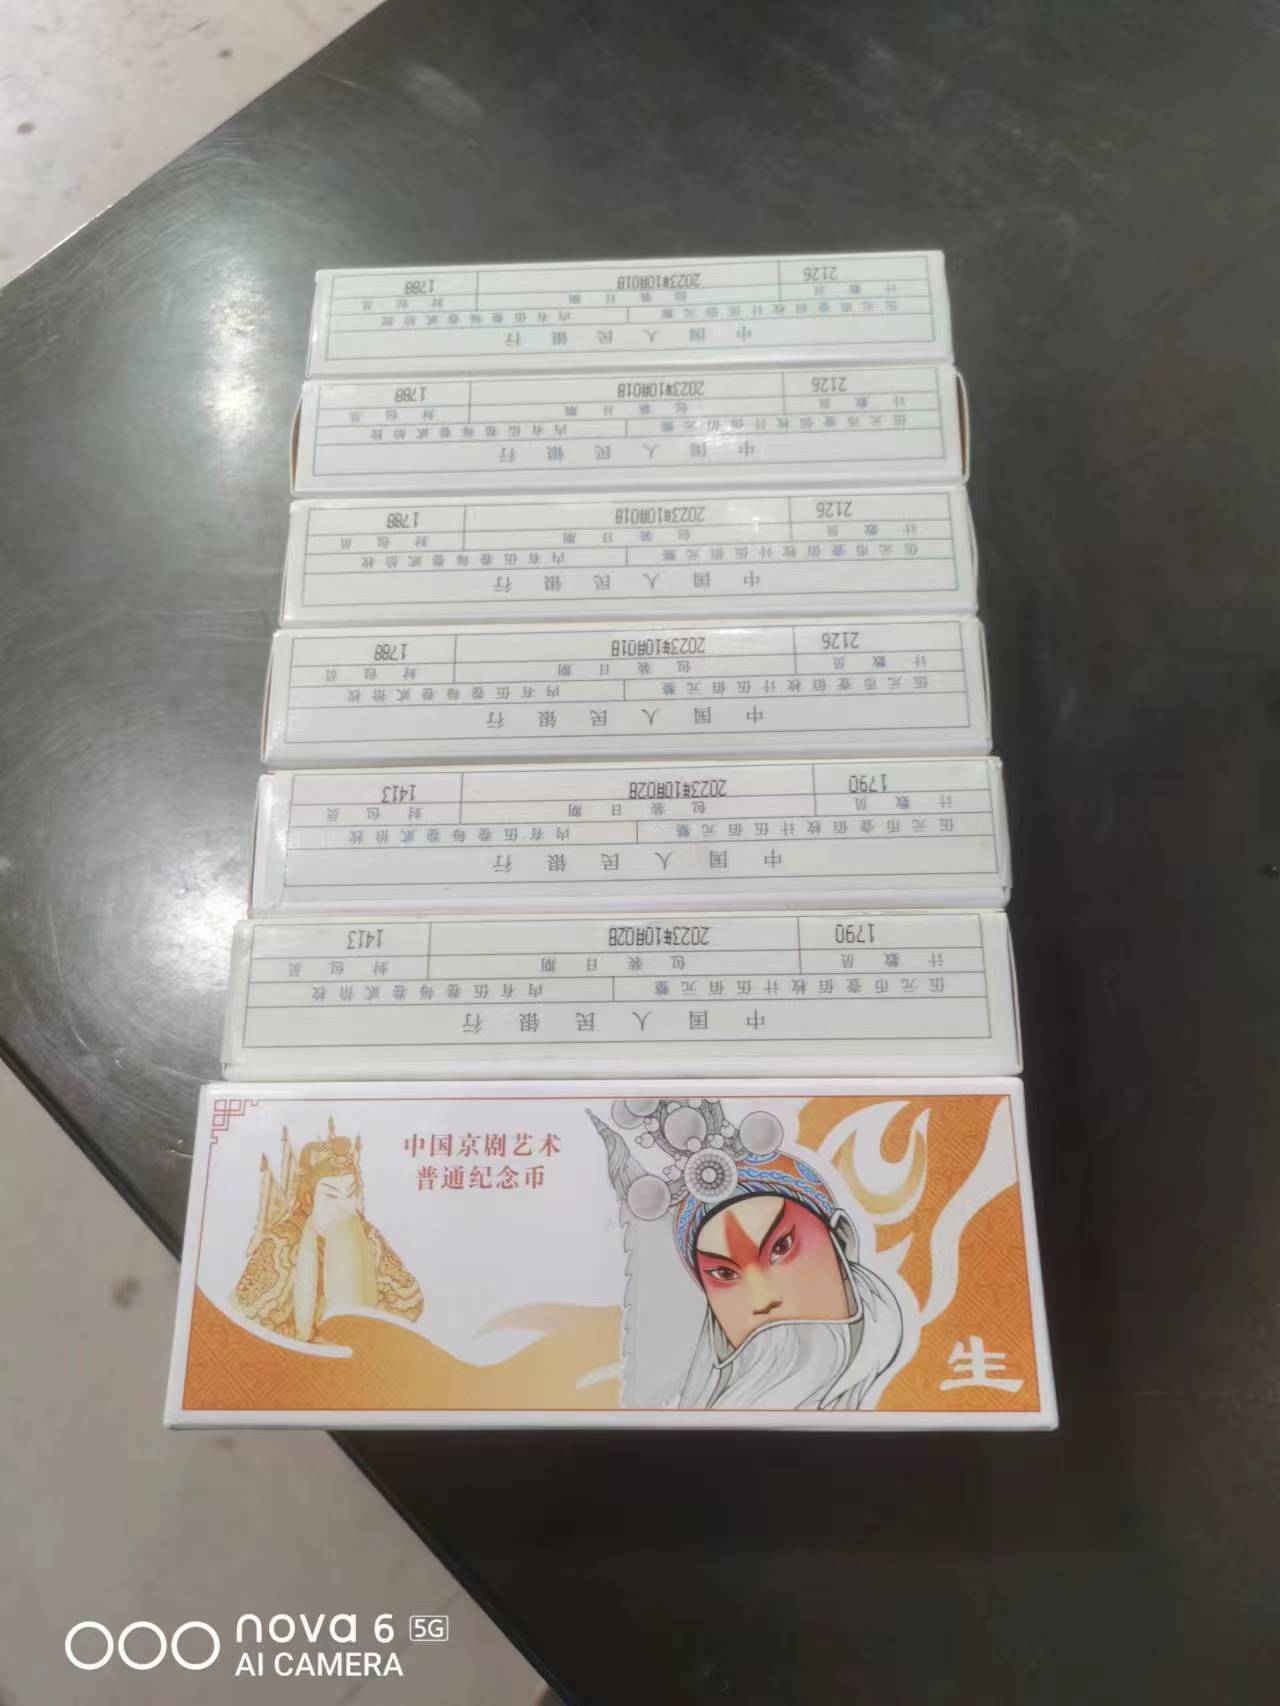 中国人民银行
伍元币壹佰枚计伍佰元整 内有伍卷每卷贰拾枚
计数员 包装日期 封包员
2126 2023年10月01日 1788
中国人民银行
伍元币壹佰枚计伍佰元整 内有伍卷每卷贰拾枚
计数员 包装日期 封包员
2126 2023年10月01日 1788
中国人民银行
伍元币壹佰枚计伍佰元整 内有伍卷每卷贰拾枚
计数员 包装日期 封包员
2126 2023年10月01日 1788
中国人民银行
伍元币壹佰枚计伍佰元整 内有伍卷每卷贰拾枚
计数员 包装日期 封包员
2126 2023年10月01日 1788
中国人民银行
伍元币壹佰枚计伍佰元整 内有伍卷每卷贰拾枚
计数员 包装日期 封包员
1790 2023年10月02日 1413
中国人民银行
伍元币壹佰枚计伍佰元整 内有伍卷每卷贰拾枚
计数员 包装日期 封包员
1790 2023年10月02日 1413
中国京剧艺术
普通纪念币
生
nova 6 5G
AI CAMERA